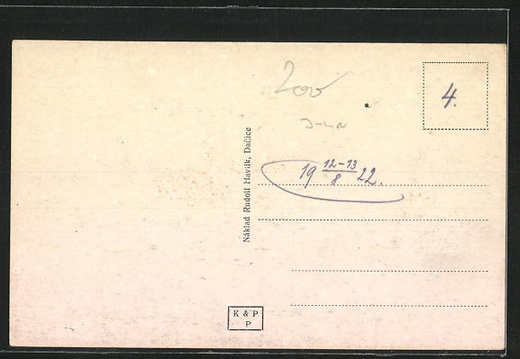 200
4.
19 12-13/8 22.
Náklad Rudolf Havlík, Dačice
K & P
P